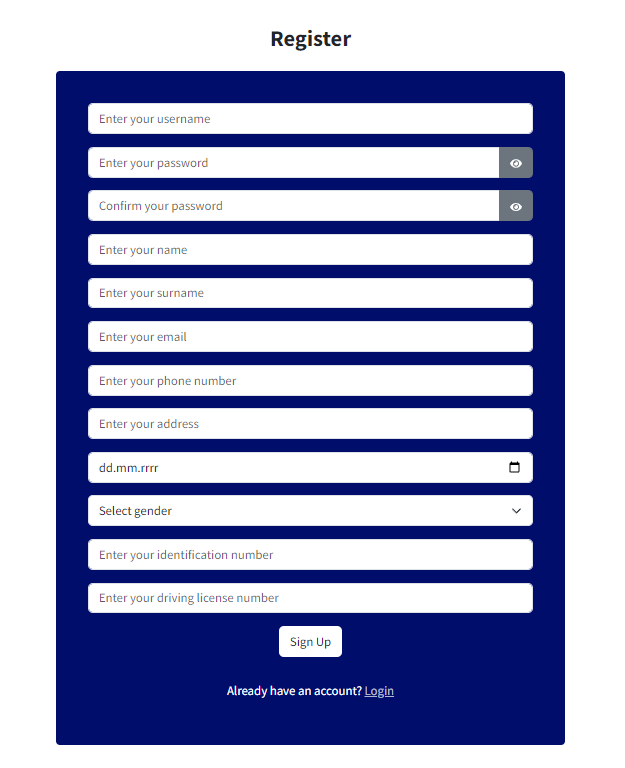 Register
Enter your username
Enter your password
Confirm your password
Enter your name
Enter your surname
Enter your email
Enter your phone number
Enter your address
dd.mm.rrrr
Select gender
Enter your identification number
Enter your driving license number
Sign Up
Already have an account? Login